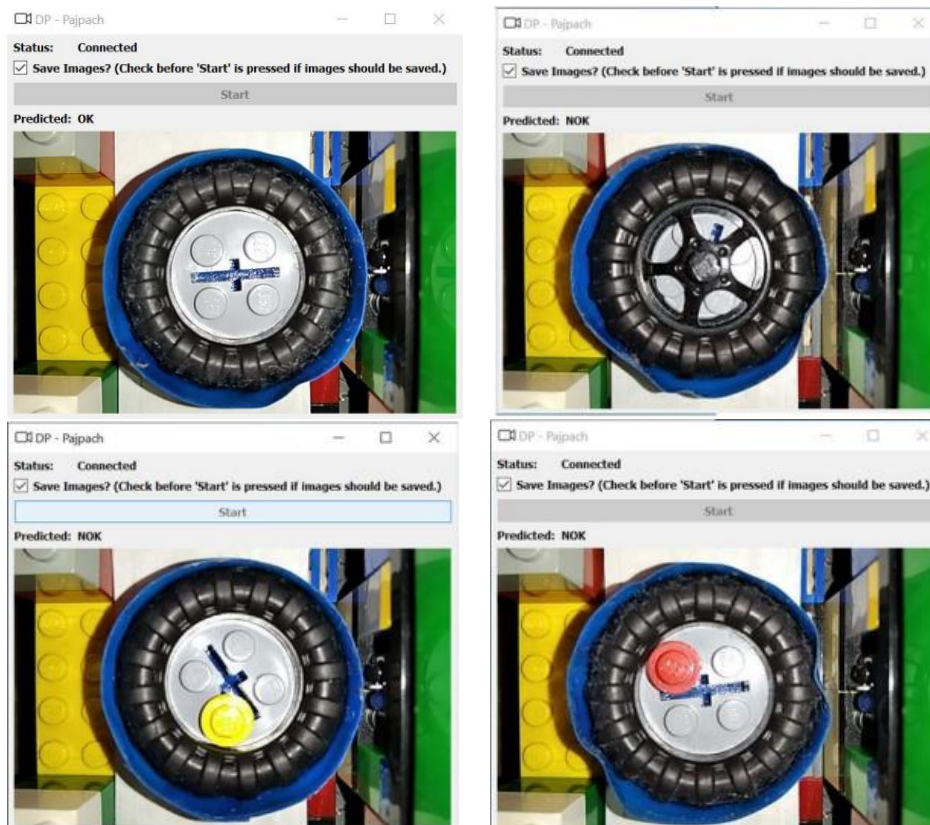 DP - Pajpach
Status: Connected
Save Images? (Check before 'Start' is pressed if images should be saved.)
Start
Predicted: OK
DP - Pajpach
Status: Connected
Save Images? (Check before 'Start' is pressed if images should be saved.)
Start
Predicted: NOK
DP - Pajpach
Status: Connected
Save Images? (Check before 'Start' is pressed if images should be saved.)
Start
Predicted: NOK
DP - Pajpach
Status: Connected
Save Images? (Check before 'Start' is pressed if images should be saved.)
Start
Predicted: NOK